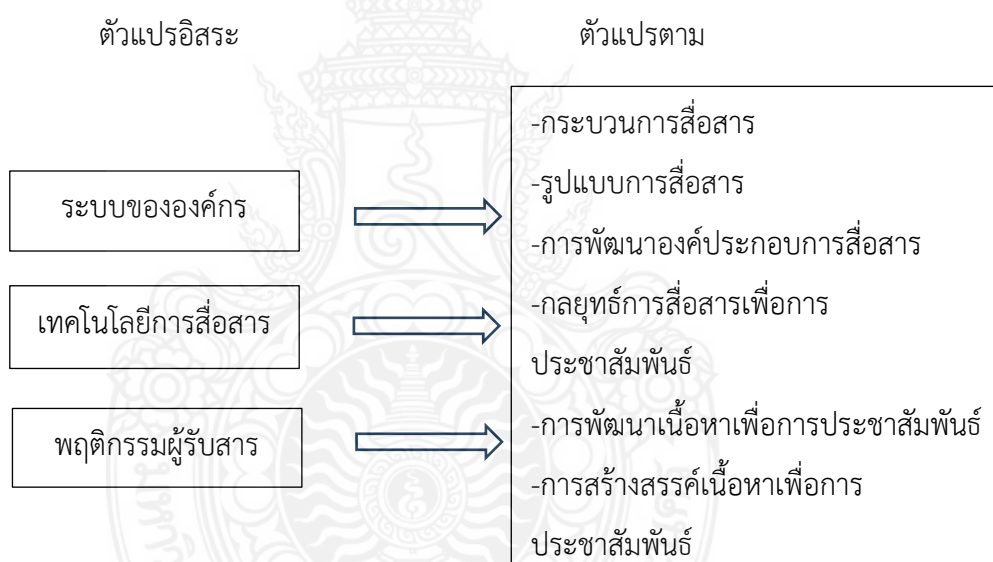 ตัวแปรอิสระ
ตัวแปรตาม
ระบบขององค์กร
เทคโนโลยีการสื่อสาร
พฤติกรรมผู้รับสาร
-กระบวนการสื่อสาร
-รูปแบบการสื่อสาร
-การพัฒนาองค์ประกอบการสื่อสาร
-กลยุทธ์การสื่อสารเพื่อการ
ประชาสัมพันธ์
-การพัฒนาเนื้อหาเพื่อการประชาสัมพันธ์
-การสร้างสรรค์เนื้อหาเพื่อการ
ประชาสัมพันธ์